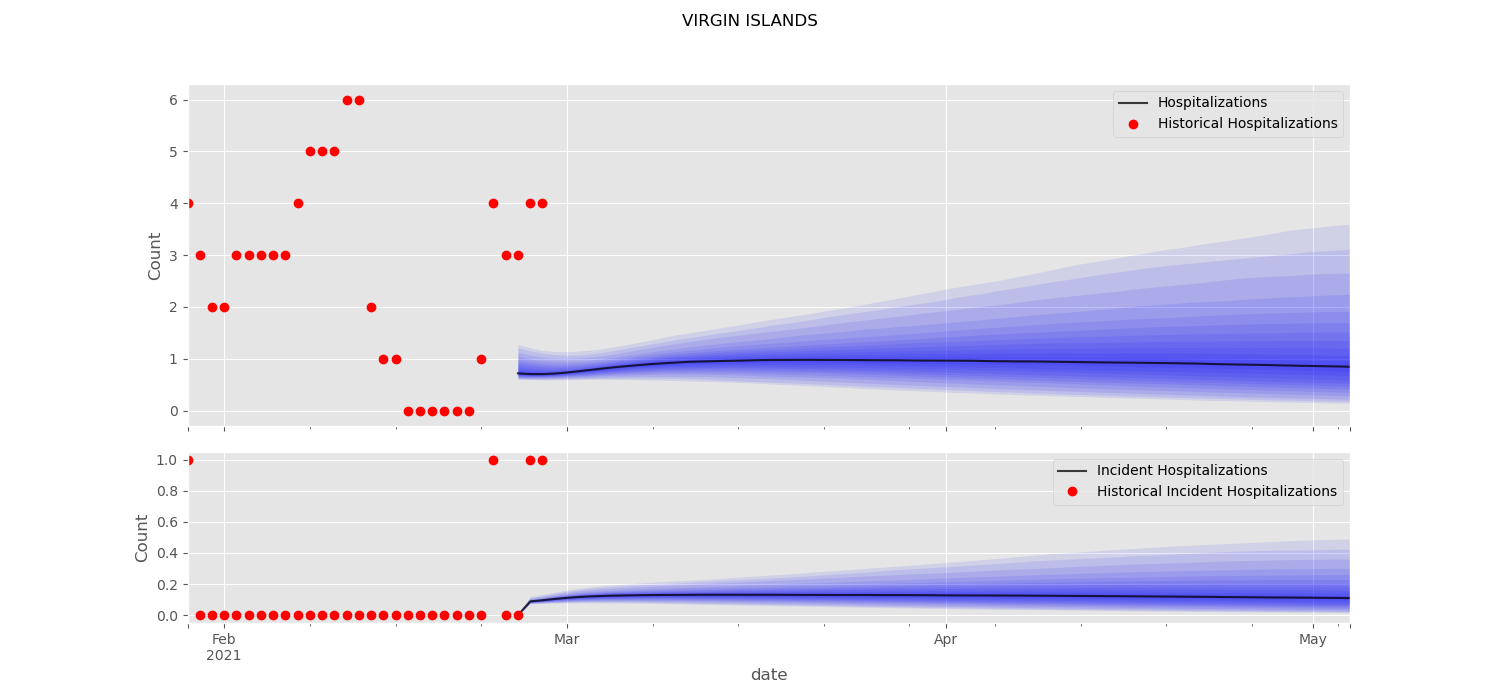 VIRGIN ISLANDS
Hospitalizations
Historical Hospitalizations
Count
6
5
4
3
2
1
0
Incident Hospitalizations
Historical Incident Hospitalizations
Count
1.0
0.8
0.6
0.4
0.2
0.0
Feb
2021
Mar
Apr
May
date